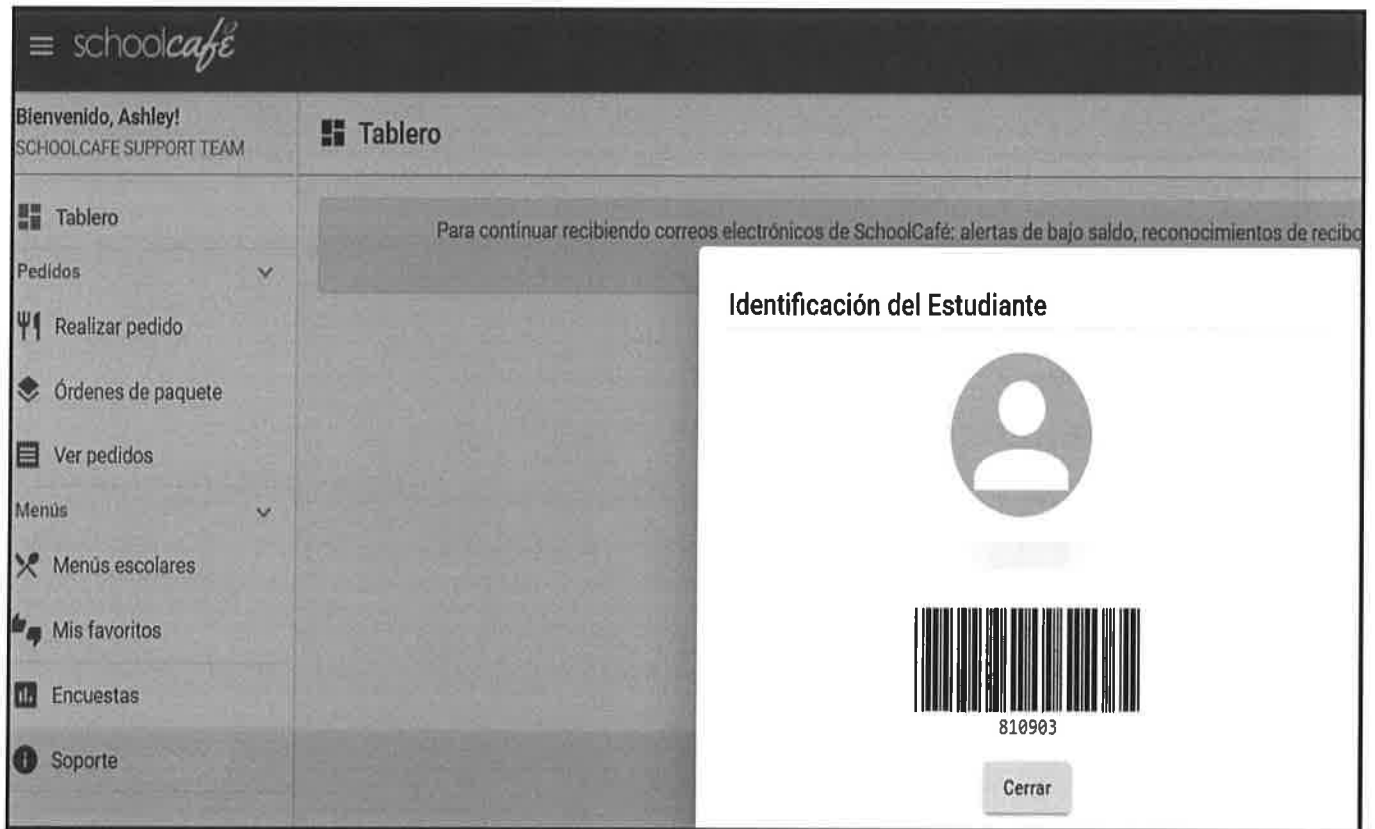 schoolcafé
Bienvenido, Ashley!
SCHOOLCAFE SUPPORT TEAM
Tablero
Pedidos
Realizar pedido
Órdenes de paquete
Ver pedidos
Menús
Menús escolares
Mis favoritos
Encuestas
Soporte
Tablero
Para continuar recibiendo correos electrónicos de SchoolCafé: alertas de bajo saldo, reconocimientos de recibo
Identificación del Estudiante
810903
Cerrar